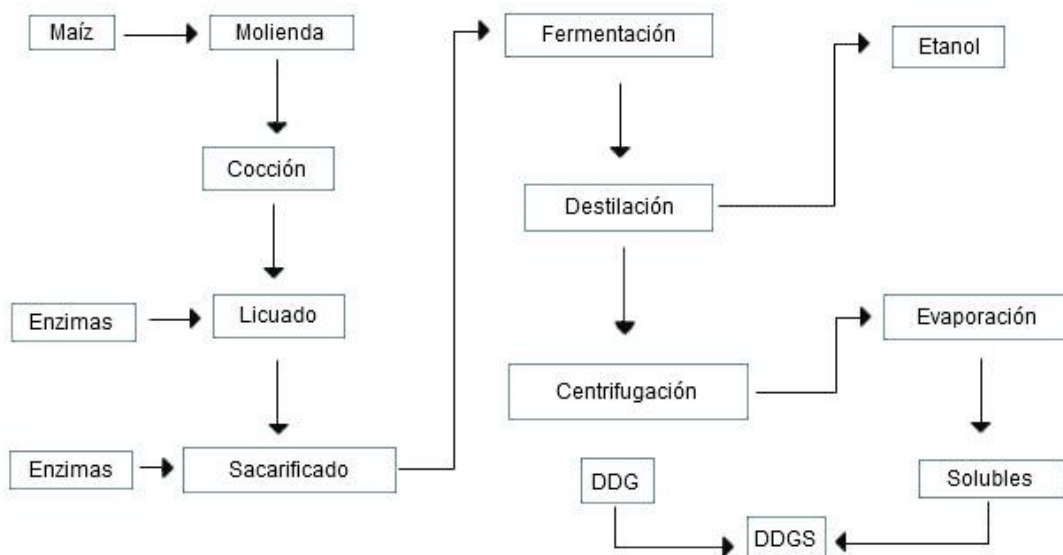 Maíz
Molienda
Cocción
Enzimas
Licuado
Enzimas
Sacarificado
Fermentación
Etanol
Destilación
Centrifugación
Evaporación
Solubles
DDG
DDGS